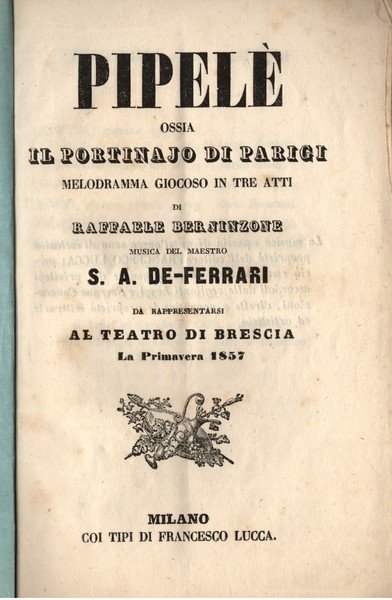 PIPELÈ
OSSIA
IL PORTINAJO DI PARIGI
MELODRAMMA GIOCOSO IN TRE ATTI
DI
RAFFAELE BERNINZONE
MUSICA DEL MAESTRO
S. A. DE-FERRARI
DA RAPPRESENTARSI
AL TEATRO DI BRESCIA
La Primavera 1857
MILANO
COI TIPI DI FRANCESCO LUCCA.